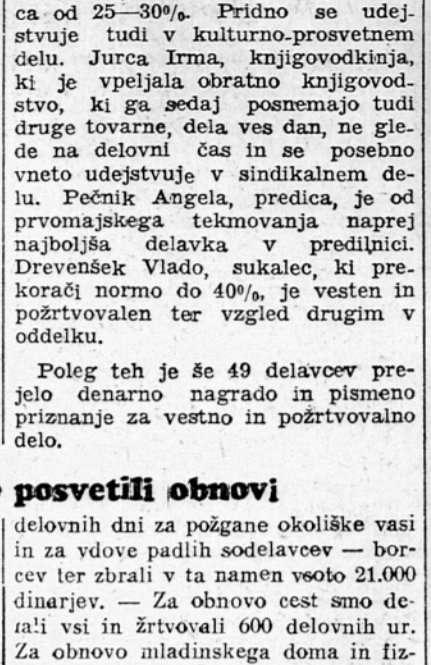 ca od 25—30%. Pridno se udej-
stvuje tudi v kulturno-prosvetnem
delu. Jurca Irma, knjigovodkinja,
ki je vpeljala obratno knjigovod-
stvo, ki ga sedaj posnemajo tudi
druge tovarne, dela ves dan, ne gle-
de na delovni čas in se posebno
vneto udejstvuje v sindikalnem de-
lu. Pečnik Angela, predica, je od
prvomajskega tekmovanja naprej
najboljša delavka v predilnici.
Drevenšek Vlado, sukalec, ki pre-
korači normo do 40%, je vesten in
požrtvovalen ter vzgled drugim v
oddelku.
Poleg teh je še 49 delavcev pre-
jelo denarno nagrado in pismeno
priznanje za vestno in požrtvovalno
delo.
posvetili obnovi
delovnih dni za požgane okoliške vasi
in za vdove padlih sodelavcev — bor-
cev ter zbrali v ta namen vsoto 21.000
dinarjev. — Za obnovo cest smo de-
lali vsi in žrtvovali 600 delovnih ur.
Za obnovo mladinskega doma in fiz-